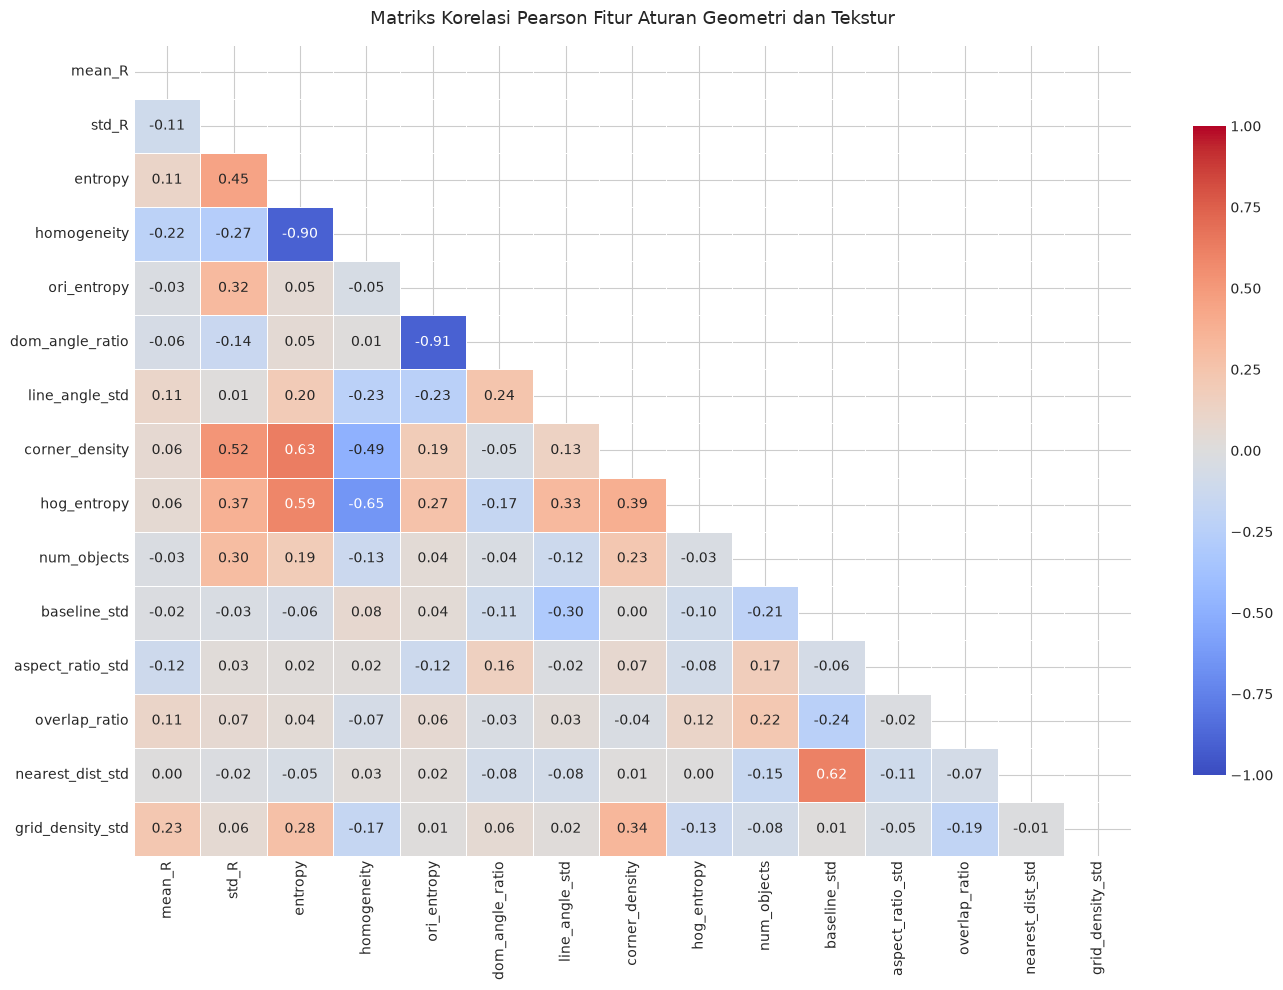 Matriks Korelasi Pearson Fitur Aturan Geometri dan Tekstur
mean_R
std_R -0.11
entropy 0.11 0.45
homogeneity -0.22 -0.27 -0.90
ori_entropy -0.03 0.32 0.05 -0.05
dom_angle_ratio -0.06 -0.14 0.05 0.01 -0.91
line_angle_std 0.11 0.01 0.20 -0.23 -0.23 0.24
corner_density 0.06 0.52 0.63 -0.49 0.19 -0.05 0.13
hog_entropy 0.06 0.37 0.59 -0.65 0.27 -0.17 0.33 0.39
num_objects -0.03 0.30 0.19 -0.13 0.04 -0.04 -0.12 0.23 -0.03
baseline_std -0.02 -0.03 -0.06 0.08 0.04 -0.11 -0.30 0.00 -0.10 -0.21
aspect_ratio_std -0.12 0.03 0.02 0.02 -0.12 0.16 -0.02 0.07 -0.08 0.17 -0.06
overlap_ratio 0.11 0.07 0.04 -0.07 0.06 -0.03 0.03 -0.04 0.12 0.22 -0.24 -0.02
nearest_dist_std 0.00 -0.02 -0.05 0.03 0.02 -0.08 -0.08 0.01 0.00 -0.15 0.62 -0.11 -0.07
grid_density_std 0.23 0.06 0.28 -0.17 0.01 0.06 0.02 0.34 -0.13 -0.08 0.01 -0.05 -0.19 -0.01
mean_R std_R entropy homogeneity ori_entropy dom_angle_ratio line_angle_std corner_density hog_entropy num_objects baseline_std aspect_ratio_std overlap_ratio nearest_dist_std grid_density_std
1.00
0.75
0.50
0.25
0.00
−0.25
−0.50
−0.75
−1.00